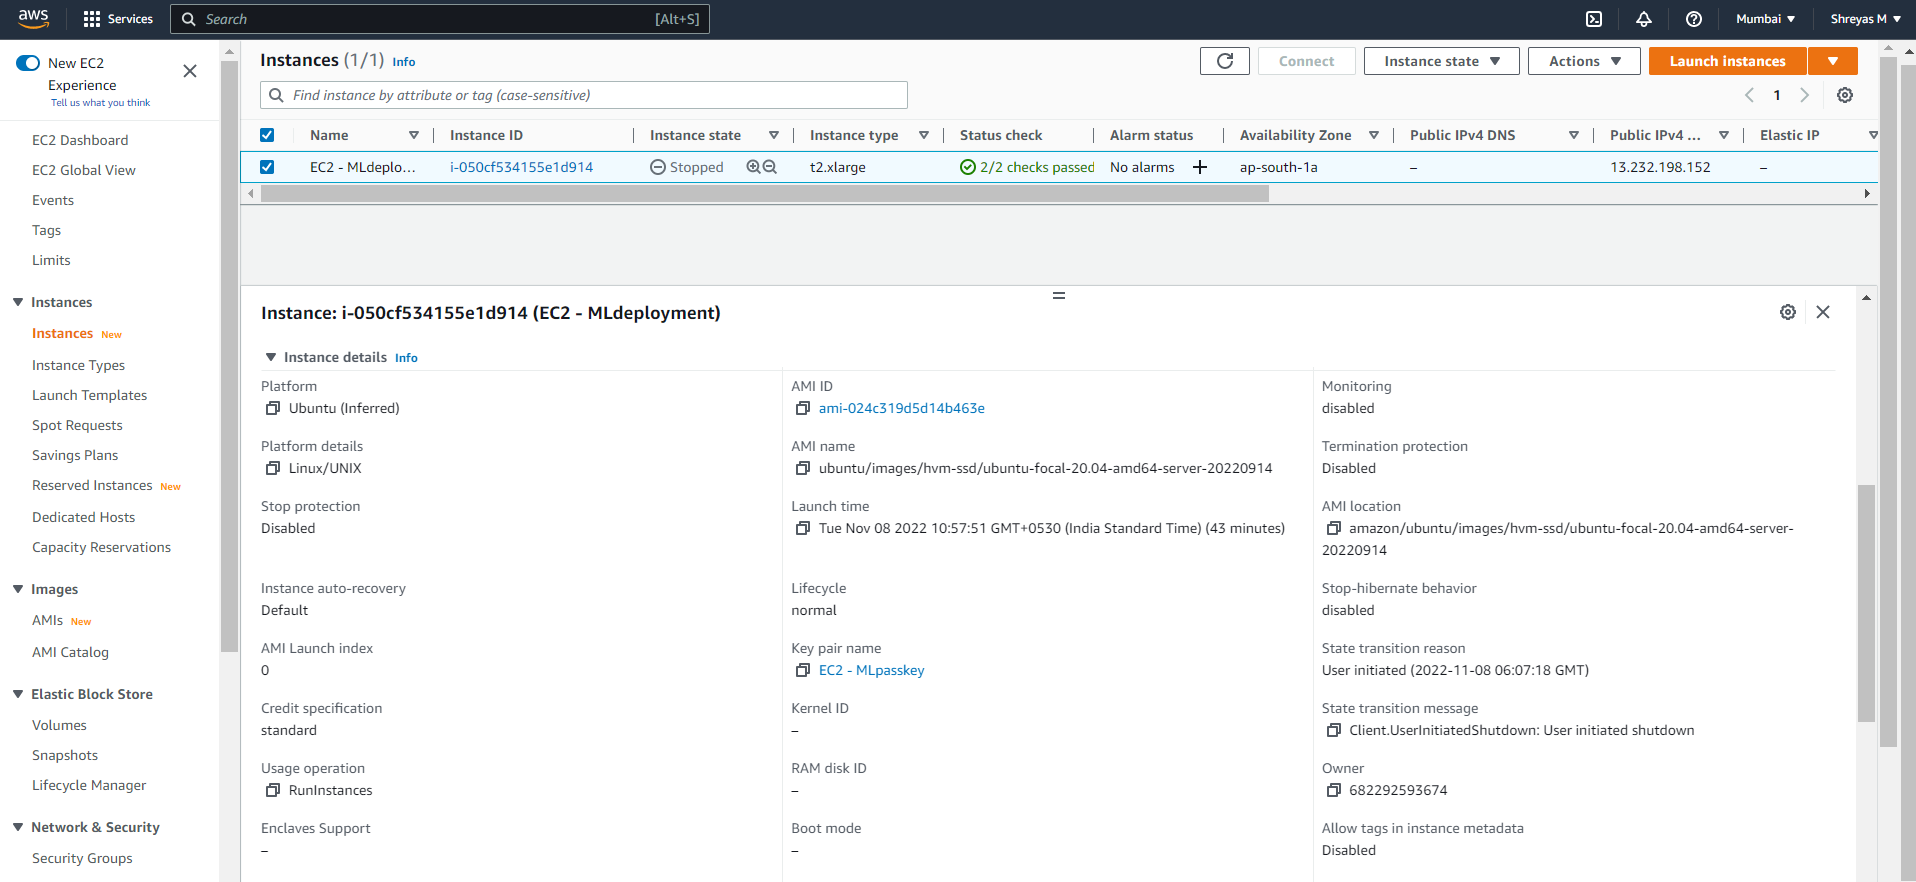 aws
Services
Search
[Alt+S]
Mumbai
Shreyas M
New EC2
Experience
Tell us what you think
EC2 Dashboard
EC2 Global View
Events
Tags
Limits
Instances
Instances New
Instance Types
Launch Templates
Spot Requests
Savings Plans
Reserved Instances New
Dedicated Hosts
Capacity Reservations
Images
AMIs New
AMI Catalog
Elastic Block Store
Volumes
Snapshots
Lifecycle Manager
Network & Security
Security Groups
Instances (1/1) Info
Connect
Instance state
Actions
Launch instances
Find instance by attribute or tag (case-sensitive)
1
Name
Instance ID
Instance state
Instance type
Status check
Alarm status
Availability Zone
Public IPv4 DNS
Public IPv4 ...
Elastic IP
EC2 - MLdeplo...
i-050cf534155e1d914
Stopped
t2.xlarge
2/2 checks passed
No alarms +
ap-south-1a
–
13.232.198.152
–
Instance: i-050cf534155e1d914 (EC2 - MLdeployment)
Instance details Info
Platform
Ubuntu (Inferred)
AMI ID
ami-024c319d5d14b463e
Monitoring
disabled
Platform details
Linux/UNIX
AMI name
ubuntu/images/hvm-ssd/ubuntu-focal-20.04-amd64-server-20220914
Termination protection
Disabled
Stop protection
Disabled
Launch time
Tue Nov 08 2022 10:57:51 GMT+0530 (India Standard Time) (43 minutes)
AMI location
amazon/ubuntu/images/hvm-ssd/ubuntu-focal-20.04-amd64-server-
20220914
Instance auto-recovery
Default
Lifecycle
normal
Stop-hibernate behavior
disabled
AMI Launch index
0
Key pair name
EC2 - MLpasskey
State transition reason
User initiated (2022-11-08 06:07:18 GMT)
Credit specification
standard
Kernel ID
–
State transition message
Client.UserInitiatedShutdown: User initiated shutdown
Usage operation
RunInstances
RAM disk ID
–
Owner
682292593674
Enclaves Support
–
Boot mode
–
Allow tags in instance metadata
Disabled